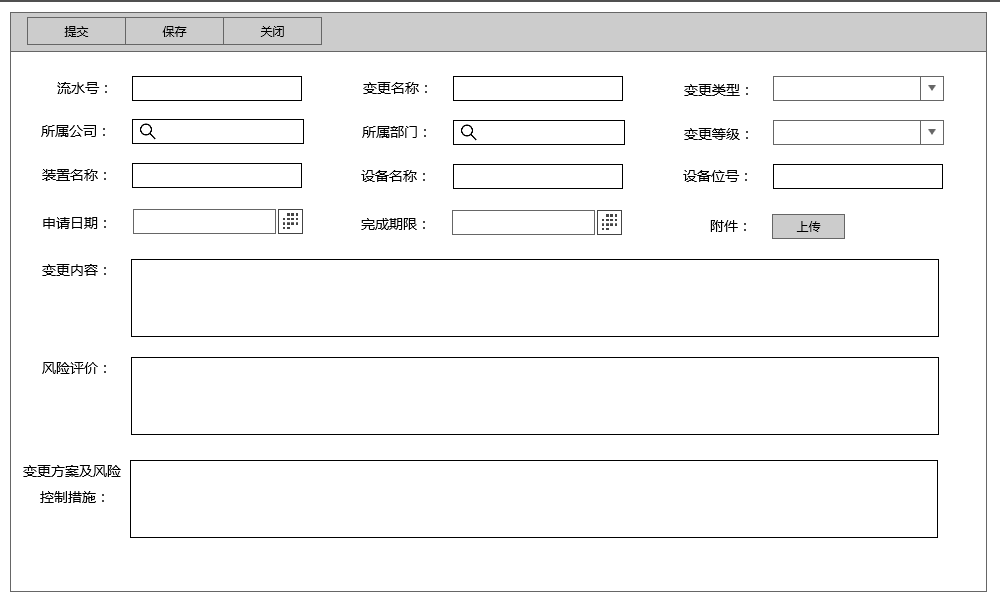 提交 保存 关闭
流水号： 变更名称： 变更类型：
所属公司： 所属部门： 变更等级：
装置名称： 设备名称： 设备位号：
申请日期： 完成期限： 附件： 上传
变更内容：
风险评价：
变更方案及风险
控制措施：